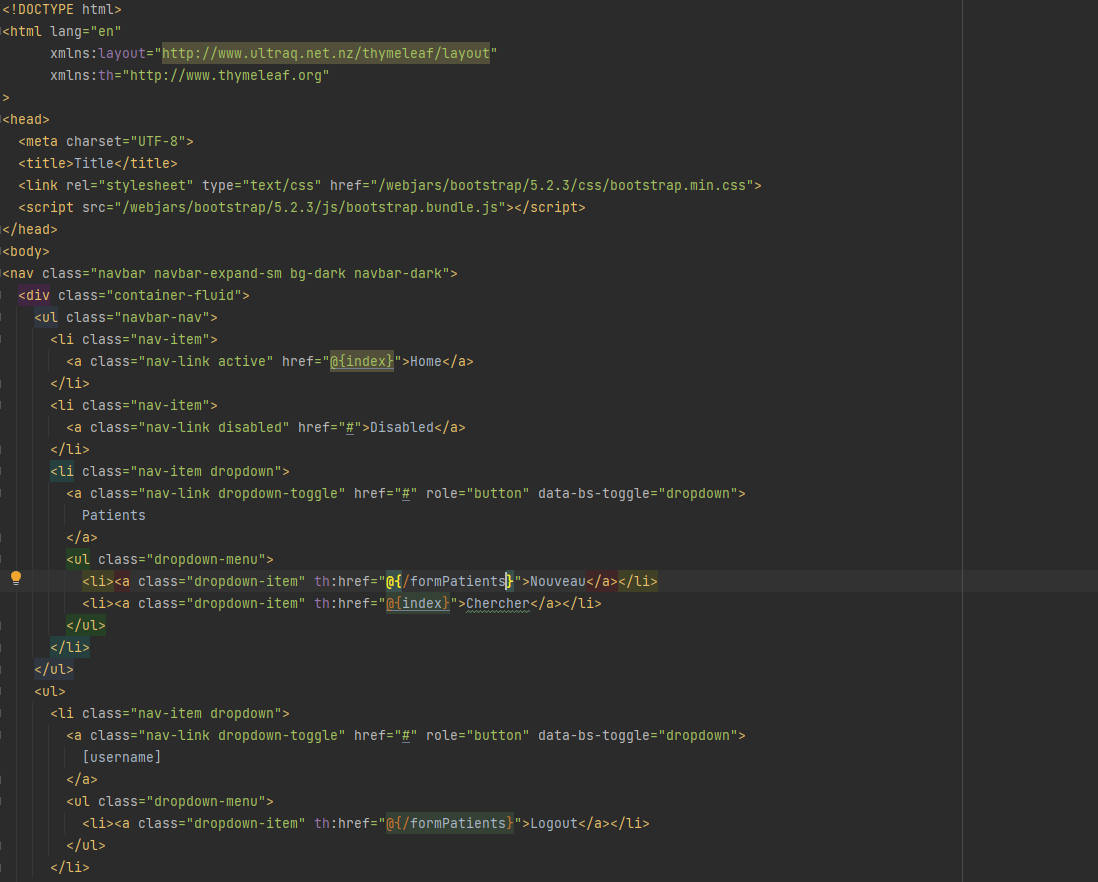 <!DOCTYPE html>
<html lang="en"
      xmlns:layout="http://www.ultraq.net.nz/thymeleaf/layout"
      xmlns:th="http://www.thymeleaf.org"
>
<head>
  <meta charset="UTF-8">
  <title>Title</title>
  <link rel="stylesheet" type="text/css" href="/webjars/bootstrap/5.2.3/css/bootstrap.min.css">
  <script src="/webjars/bootstrap/5.2.3/js/bootstrap.bundle.js"></script>
</head>
<body>
<nav class="navbar navbar-expand-sm bg-dark navbar-dark">
  <div class="container-fluid">
    <ul class="navbar-nav">
      <li class="nav-item">
        <a class="nav-link active" href="@{index}">Home</a>
      </li>
      <li class="nav-item">
        <a class="nav-link disabled" href="#">Disabled</a>
      </li>
      <li class="nav-item dropdown">
        <a class="nav-link dropdown-toggle" href="#" role="button" data-bs-toggle="dropdown">
          Patients
        </a>
        <ul class="dropdown-menu">
          <li><a class="dropdown-item" th:href="@{/formPatients}">Nouveau</a></li>
          <li><a class="dropdown-item" th:href="@{index}">Chercher</a></li>
        </ul>
      </li>
    </ul>
    <ul>
      <li class="nav-item dropdown">
        <a class="nav-link dropdown-toggle" href="#" role="button" data-bs-toggle="dropdown">
          [username]
        </a>
        <ul class="dropdown-menu">
          <li><a class="dropdown-item" th:href="@{/formPatients}">Logout</a></li>
        </ul>
      </li>